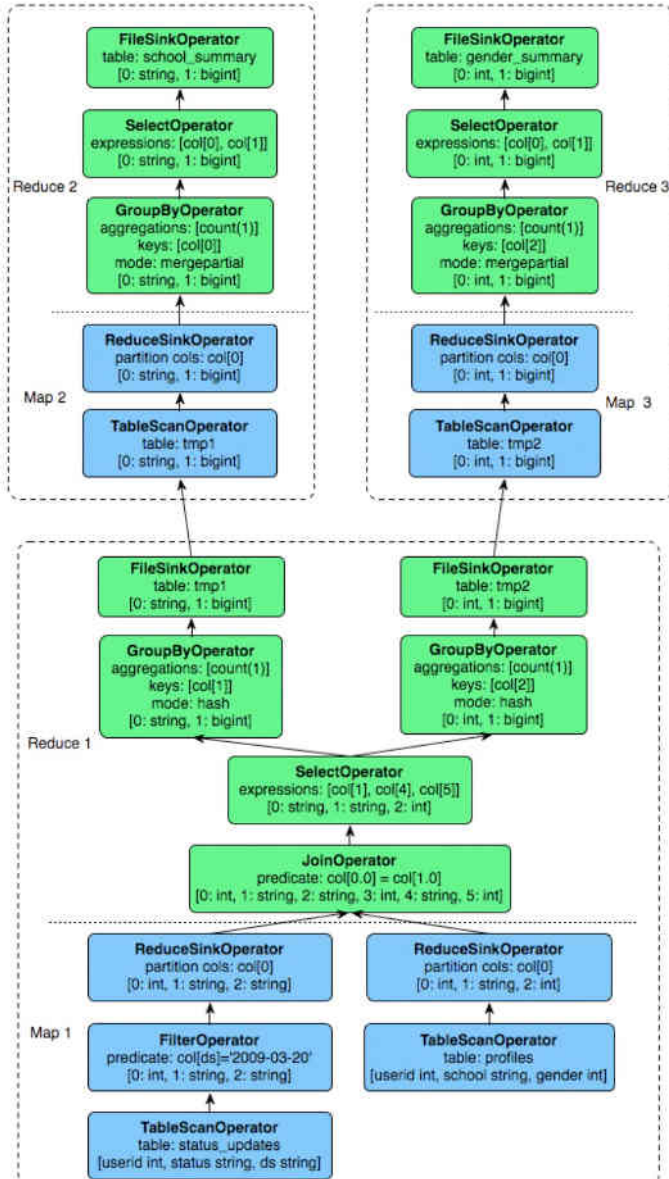 FileSinkOperator
table: school_summary
[0: string, 1: bigint]
SelectOperator
expressions: [col[0], col[1]]
[0: string, 1: bigint]
Reduce 2
GroupByOperator
aggregations: [count(1)]
keys: [col[0]]
mode: mergepartial
[0: string, 1: bigint]
ReduceSinkOperator
partition cols: col[0]
[0: string, 1: bigint]
Map 2
TableScanOperator
table: tmp1
[0: string, 1: bigint]
FileSinkOperator
table: gender_summary
[0: int, 1: bigint]
SelectOperator
expressions: [col[0], col[1]]
[0: int, 1: bigint]
Reduce 3
GroupByOperator
aggregations: [count(1)]
keys: [col[2]]
mode: mergepartial
[0: int, 1: bigint]
ReduceSinkOperator
partition cols: col[0]
[0: int, 1: bigint]
Map 3
TableScanOperator
table: tmp2
[0: int, 1: bigint]
FileSinkOperator
table: tmp1
[0: string, 1: bigint]
FileSinkOperator
table: tmp2
[0: int, 1: bigint]
GroupByOperator
aggregations: [count(1)]
keys: [col[1]]
mode: hash
[0: string, 1: bigint]
GroupByOperator
aggregations: [count(1)]
keys: [col[2]]
mode: hash
[0: int, 1: bigint]
Reduce 1
SelectOperator
expressions: [col[1], col[4], col[5]]
[0: string, 1: string, 2: int]
JoinOperator
predicate: col[0.0] = col[1.0]
[0: int, 1: string, 2: string, 3: int, 4: string, 5: int]
ReduceSinkOperator
partition cols: col[0]
[0: int, 1: string, 2: string]
ReduceSinkOperator
partition cols: col[0]
[0: int, 1: string, 2: int]
Map 1
FilterOperator
predicate: col[ds]='2009-03-20'
[0: int, 1: string, 2: string]
TableScanOperator
table: profiles
[userid int, school string, gender int]
TableScanOperator
table: status_updates
[userid int, status string, ds string]